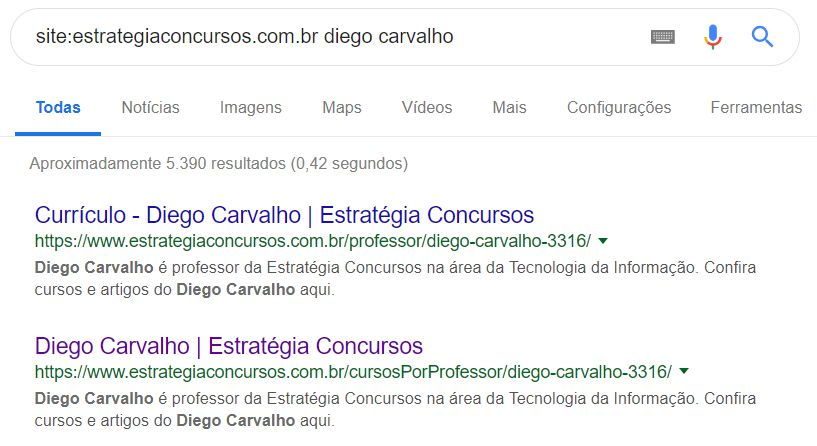 site:estrategiaconcursos.com.br diego carvalho
Todas Notícias Imagens Maps Vídeos Mais Configurações Ferramentas
Aproximadamente 5.390 resultados (0,42 segundos)
Currículo - Diego Carvalho | Estratégia Concursos
https://www.estrategiaconcursos.com.br/professor/diego-carvalho-3316/
Diego Carvalho é professor da Estratégia Concursos na área da Tecnologia da Informação. Confira
cursos e artigos do Diego Carvalho aqui.
Diego Carvalho | Estratégia Concursos
https://www.estrategiaconcursos.com.br/cursosPorProfessor/diego-carvalho-3316/
Diego Carvalho é professor da Estratégia Concursos na área da Tecnologia da Informação. Confira
cursos e artigos do Diego Carvalho aqui.